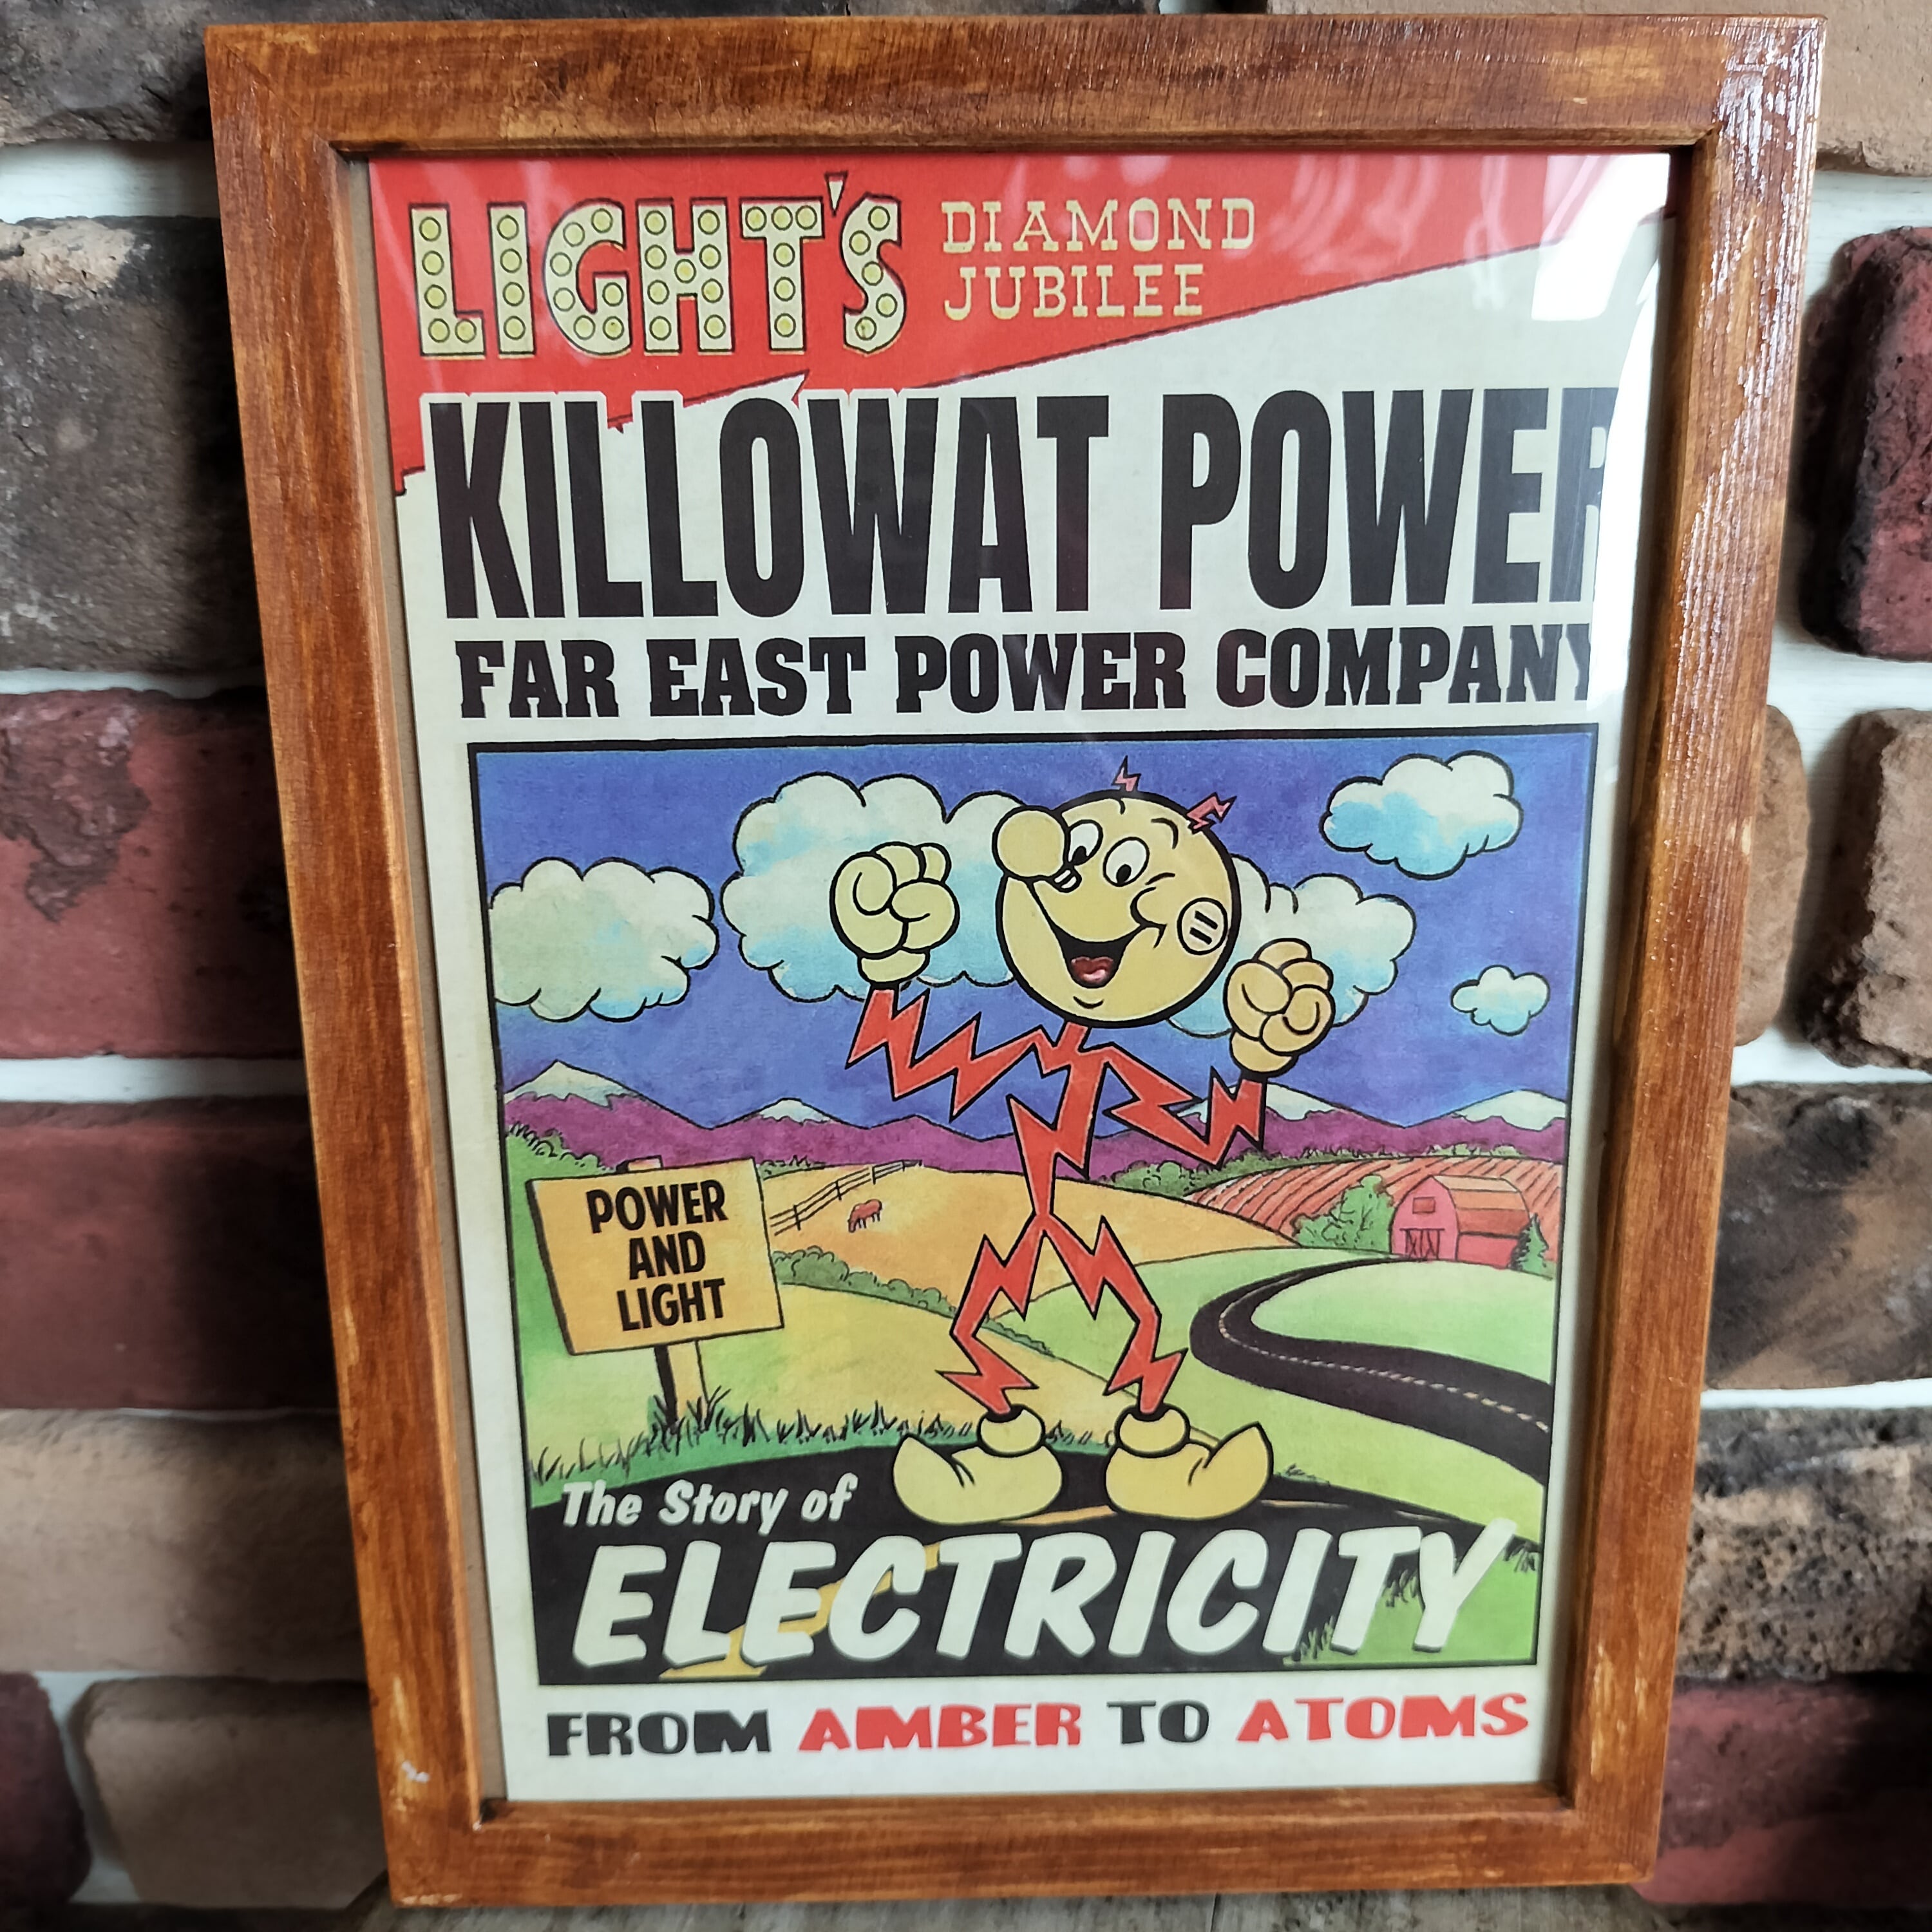 LIGHT'S
DIAMOND
JUBILEE
KILLOWAT POWER
FAR EAST POWER COMPANY
POWER
AND
LIGHT
The Story of
ELECTRICITY
FROM AMBER TO ATOMS